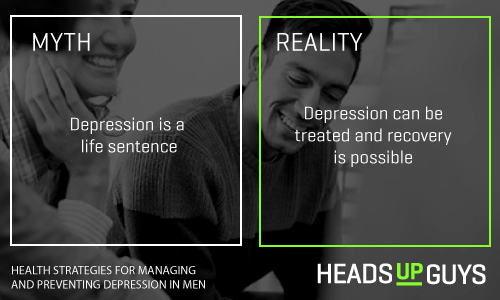 MYTH
Depression is a
life sentence
REALITY
Depression can be
treated and recovery
is possible
HEALTH STRATEGIES FOR MANAGING
AND PREVENTING DEPRESSION IN MEN
HEADSUPGUYS